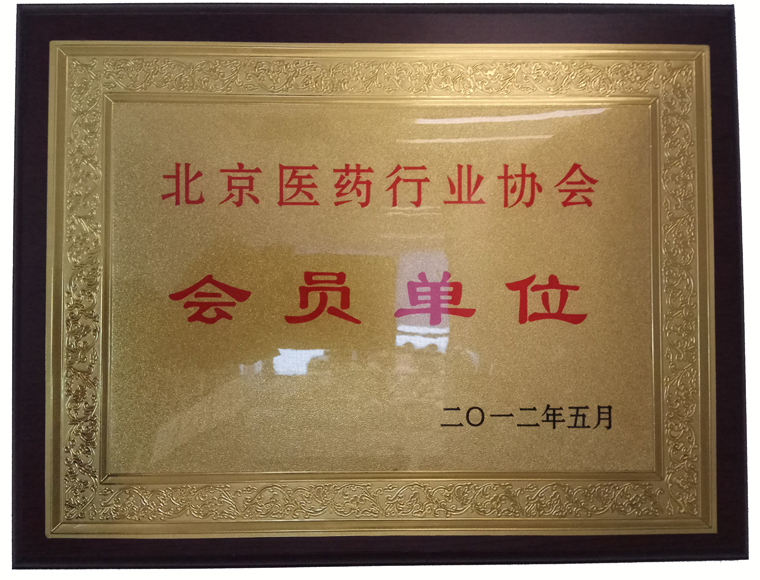 北京医药行业协会
会员单位
二〇一二年五月